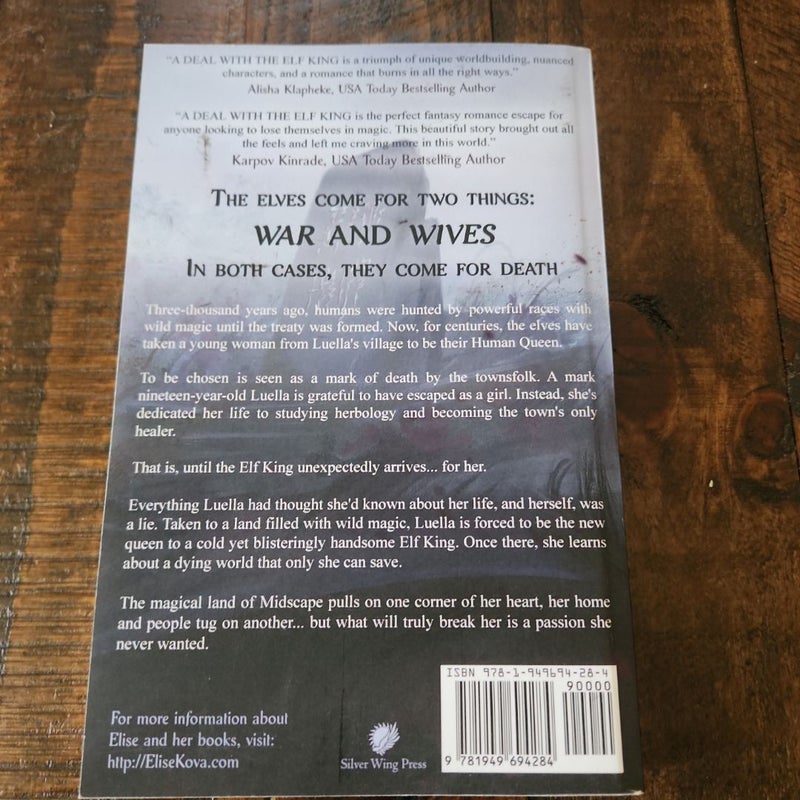 "A DEAL WITH THE ELF KING is a triumph of unique worldbuilding, nuanced
characters, and a romance that burns in all the right ways."
Alisha Klapheke, USA Today Bestselling Author
"A DEAL WITH THE ELF KING is the perfect fantasy romance escape for
anyone looking to lose themselves in magic. This beautiful story brought out all
the feels and left me craving more in this world."
Karpov Kinrade, USA Today Bestselling Author
THE ELVES COME FOR TWO THINGS:
WAR AND WIVES
IN BOTH CASES, THEY COME FOR DEATH
Three-thousand years ago, humans were hunted by powerful races with
wild magic until the treaty was formed. Now, for centuries, the elves have
taken a young woman from Luella's village to be their Human Queen.
To be chosen is seen as a mark of death by the townsfolk. A mark
nineteen-year-old Luella is grateful to have escaped as a girl. Instead, she's
dedicated her life to studying herbology and becoming the town's only
healer.
That is, until the Elf King unexpectedly arrives... for her.
Everything Luella had thought she'd known about her life, and herself, was
a lie. Taken to a land filled with wild magic, Luella is forced to be the new
queen to a cold yet blisteringly handsome Elf King. Once there, she learns
about a dying world that only she can save.
The magical land of Midscape pulls on one corner of her heart, her home
and people tug on another... but what will truly break her is a passion she
never wanted.
ISBN 978-1-949694-28-4
90000
For more information about
Elise and her books, visit:
http://EliseKova.com
Silver Wing Press
9 781949 694284